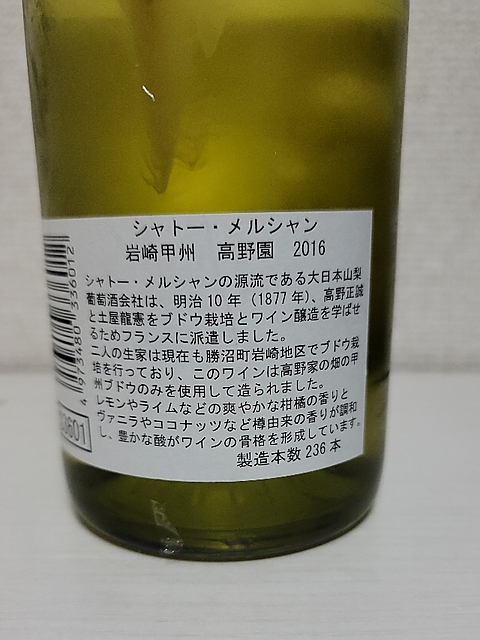 シャトー・メルシャン
岩崎甲州 高野園 2016
シャトー・メルシャンの源流である大日本山梨
葡萄酒会社は、明治10年（1877年）、高野正誠
と土屋龍憲をブドウ栽培とワイン醸造を学ばせ
るためフランスに派遣しました。
二人の生家は現在も勝沼町岩崎地区でブドウ栽
培を行っており、このワインは高野家の畑の甲
州ブドウのみを使用して造られました。
レモンやライムなどの爽やかな柑橘の香りと
ヴァニラやココナッツなど樽由来の香りが調和
し、豊かな酸がワインの骨格を形成しています。
製造本数236本
4 973480 336012
3601